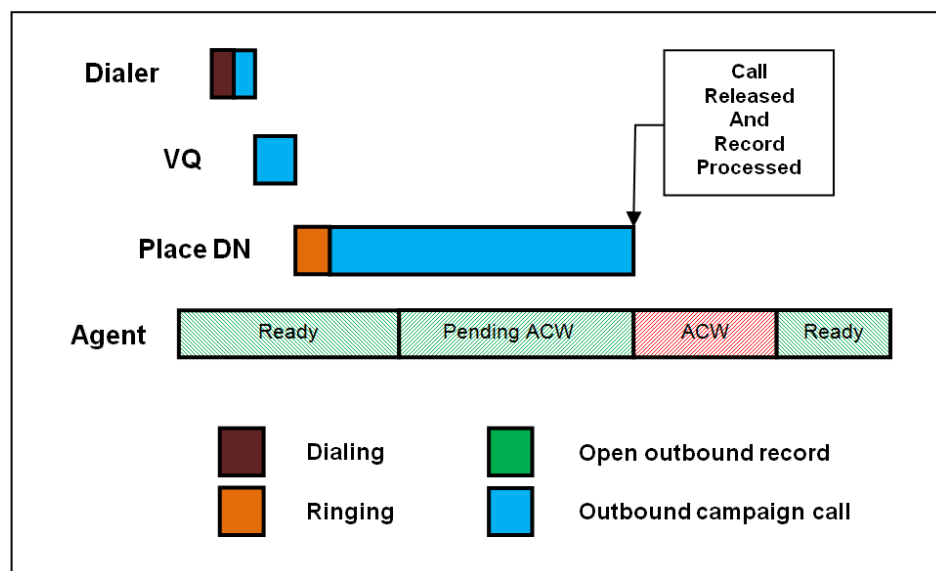 Dialer
Call
Released
And
Record
Processed
VQ
Place DN
Agent
Ready
Pending ACW
ACW
Ready
Dialing
Open outbound record
Ringing
Outbound campaign call